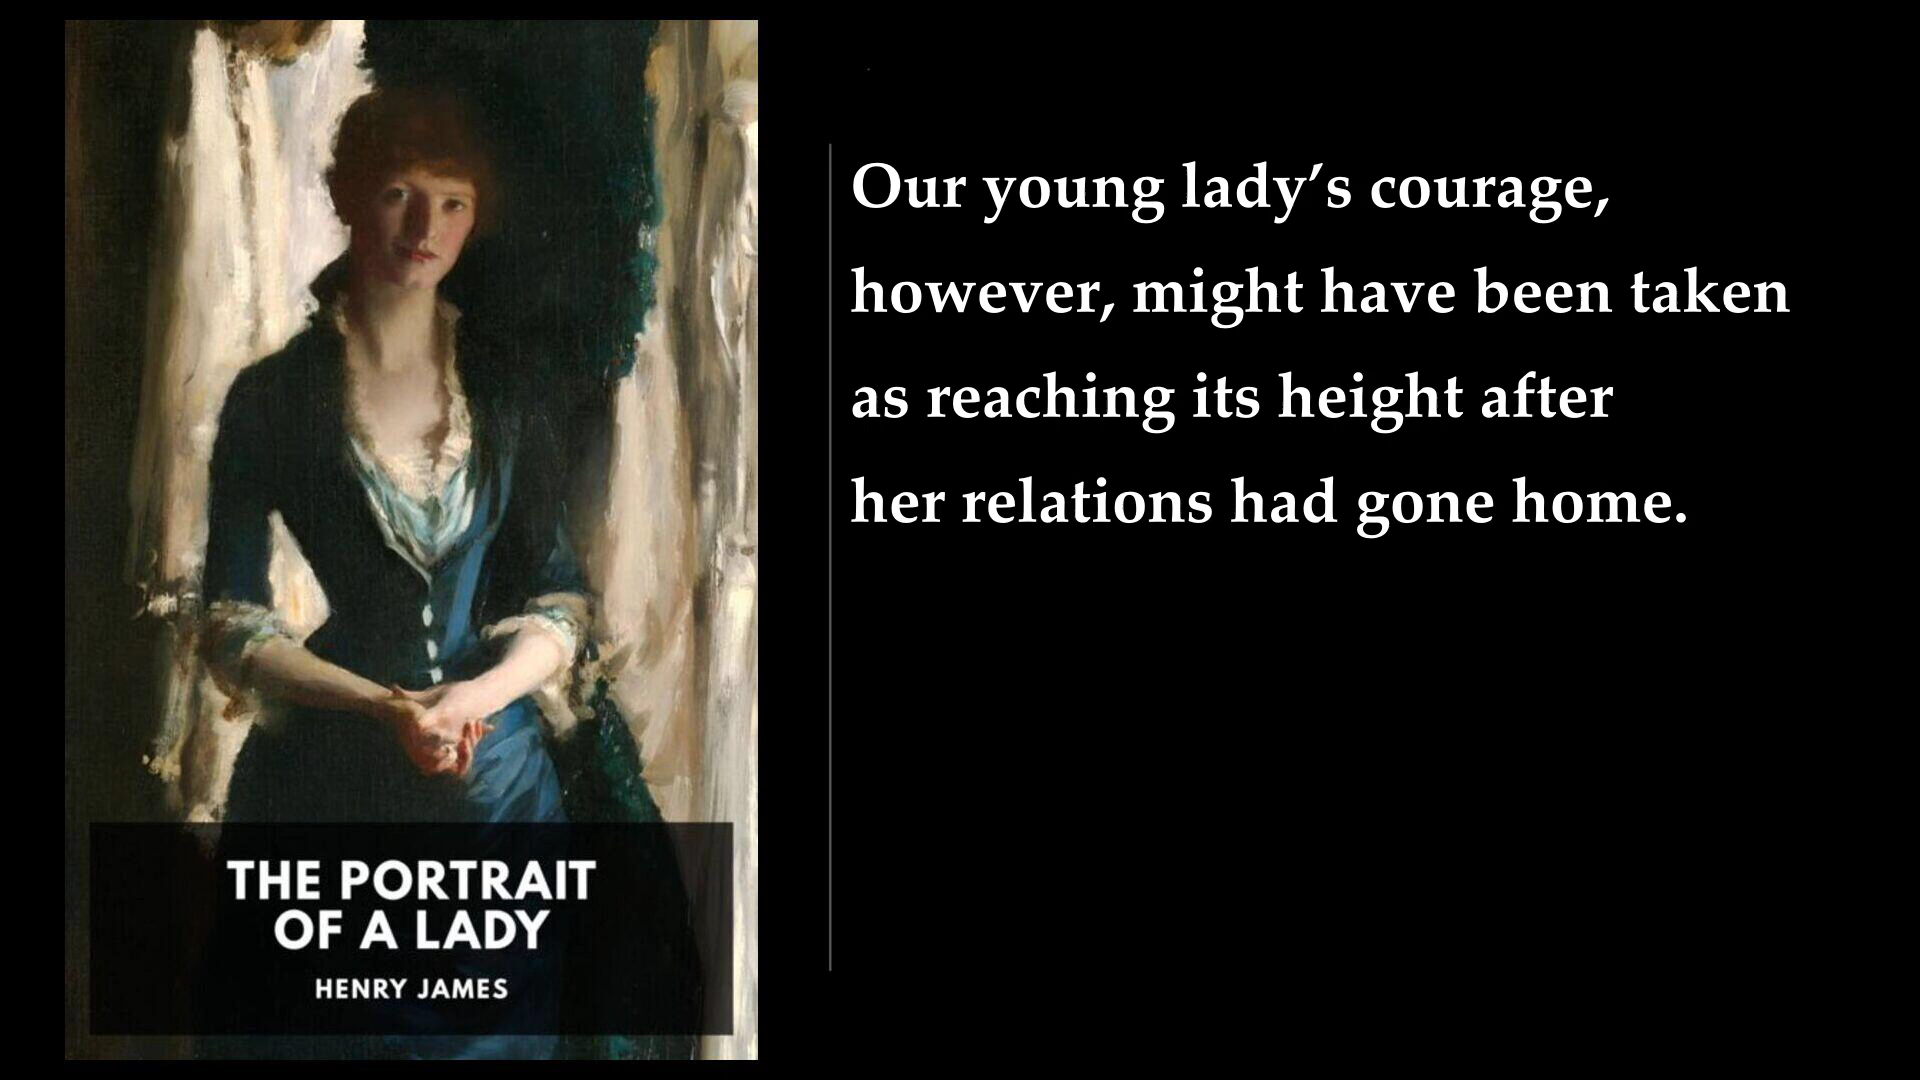 Our young lady’s courage,
however, might have been taken
as reaching its height after
her relations had gone home.
THE PORTRAIT
OF A LADY
HENRY JAMES